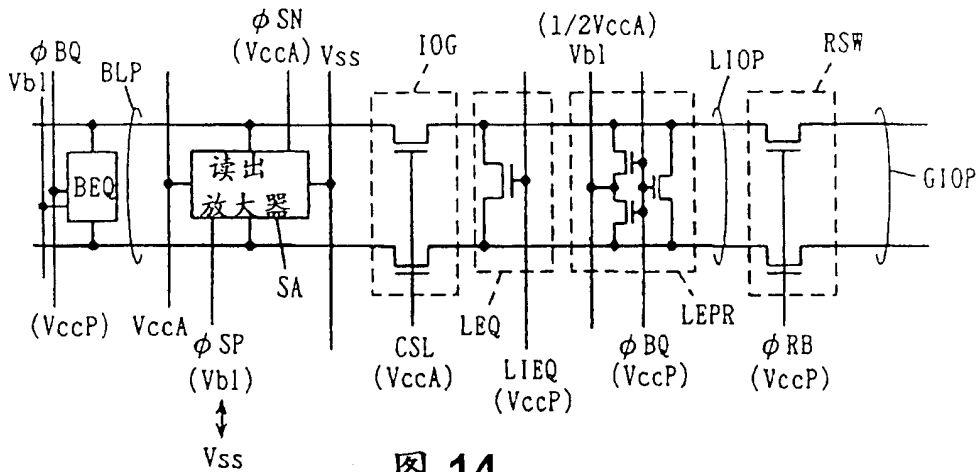 φSN
(VccA)
(1/2VccA)
φBQ
Vbl
BLP
Vss
IOG
Vbl
LIOP
RSW
BEQ
读出
放大器
GIOP
SA
LEQ
LEPR
(VccP)
VccA
φSP
(Vbl)
Vss
CSL
(VccA)
LIEQ
(VccP)
φBQ
(VccP)
φRB
(VccP)
图 14